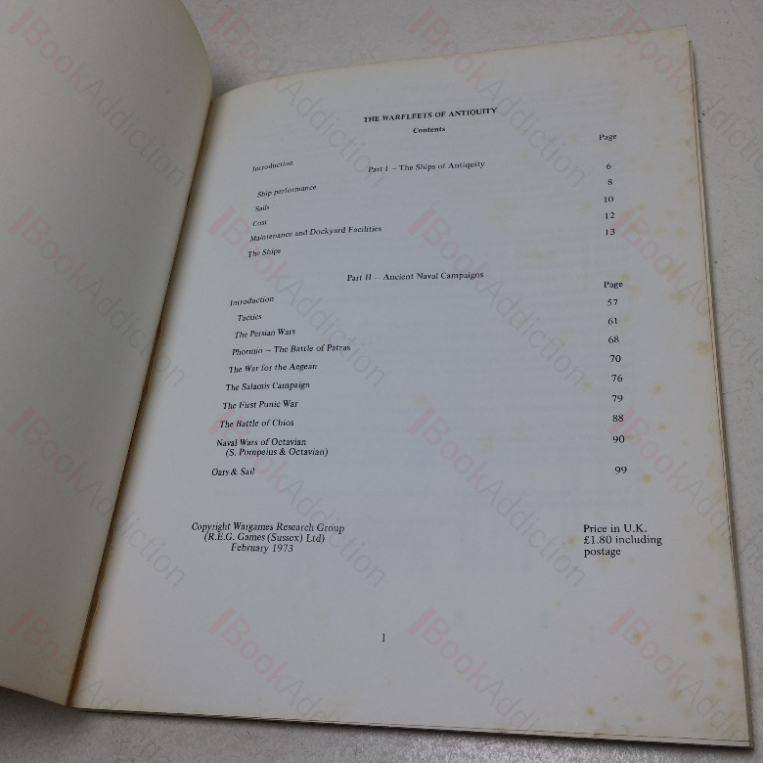 THE WARFLEETS OF ANTIQUITY
Contents
Page
Introduction
Part I – The Ships of Antiquity
Ship performance 6
Sails 8
Cost 10
Maintenance and Dockyard Facilities 12
The Ships 13
Part II – Ancient Naval Campaigns
Page
Introduction
Tactics 57
The Persian Wars 61
Phormio – The Battle of Patras 68
The War for the Aegean 70
The Salamis Campaign 76
The First Punic War 79
The Battle of Chios 88
Naval Wars of Octavian 90
(S. Pompeius & Octavian)
Oars & Sail 99
Copyright Wargames Research Group
(R.E.G. Games (Sussex) Ltd)
February 1973
Price in U.K.
£1.80 including
postage
1
BookAddiction